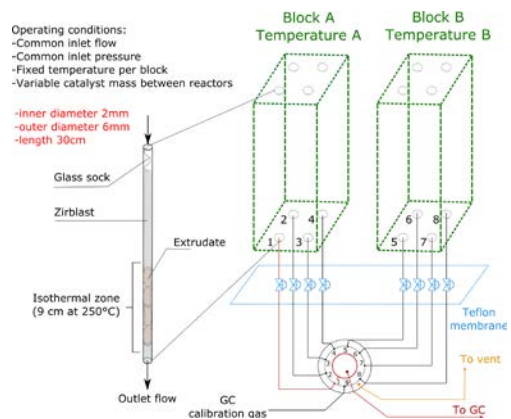 Operating conditions:
-Common inlet flow
-Common inlet pressure
-Fixed temperature per block
-Variable catalyst mass between reactors
-inner diameter 2mm
-outer diameter 6mm
-length 30cm
Block A
Temperature A
Block B
Temperature B
Glass sock
Zirblast
Extrudate
Isothermal zone
(9 cm at 250°C)
Outlet flow
2 4
1 3
6 8
5 7
Teflon
membrane
GC
calibration gas
To vent
To GC